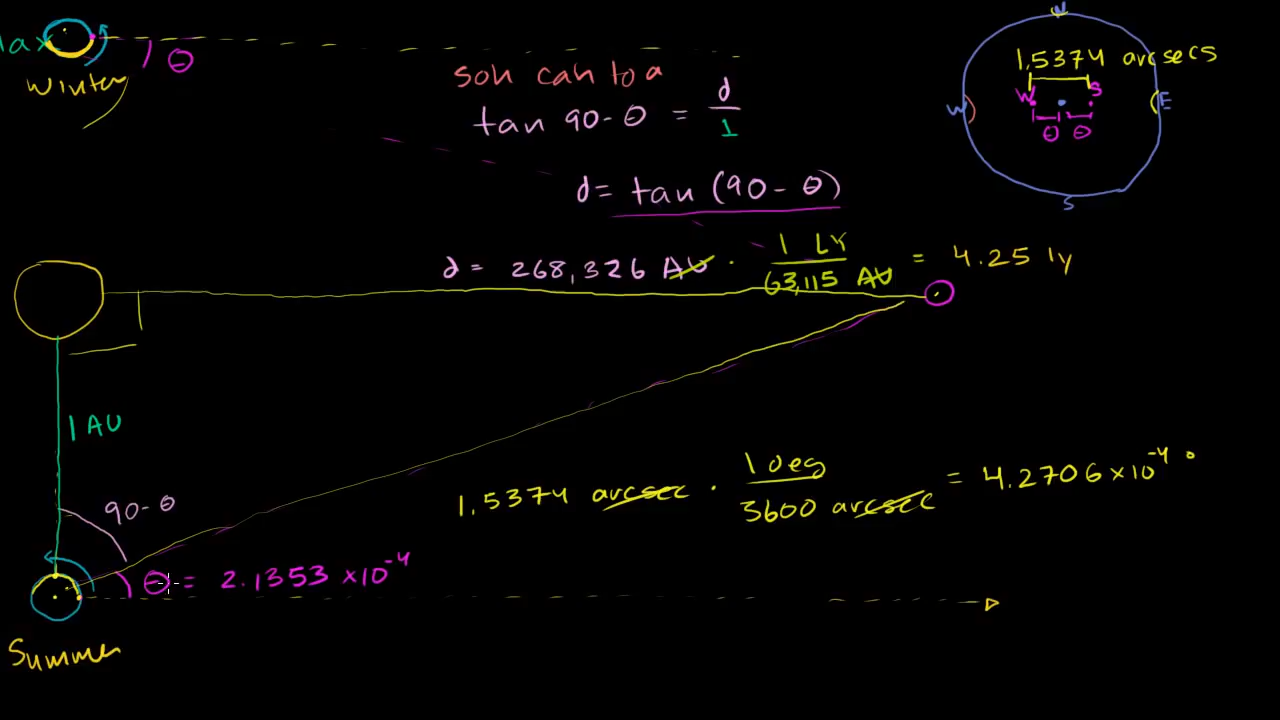 lax
Winter
θ
soh cah toa
tan 90-θ = d/1
d = tan (90-θ)
d = 268,326 AU · 1 LY/63,115 AU = 4.25 ly
N
1.5374 arcsecs
W W S E
θ θ
S
1 AU
90-θ
1.5374 arcsec · 1 deg/3600 arcsec = 4.2706 × 10⁻⁴ °
θ = 2.1353 × 10⁻⁴
Summer